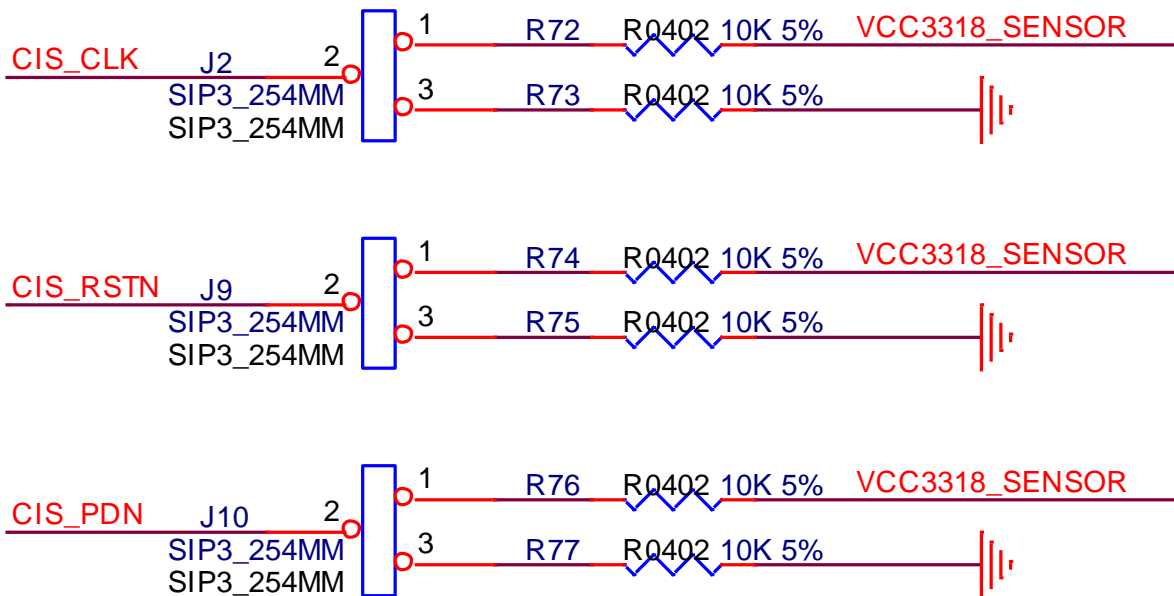 1 R72 R0402 10K 5% VCC3318_SENSOR
CIS_CLK J2 2
SIP3_254MM 3 R73 R0402 10K 5%
SIP3_254MM
1 R74 R0402 10K 5% VCC3318_SENSOR
CIS_RSTN J9 2
SIP3_254MM 3 R75 R0402 10K 5%
SIP3_254MM
1 R76 R0402 10K 5% VCC3318_SENSOR
CIS_PDN J10 2
SIP3_254MM 3 R77 R0402 10K 5%
SIP3_254MM